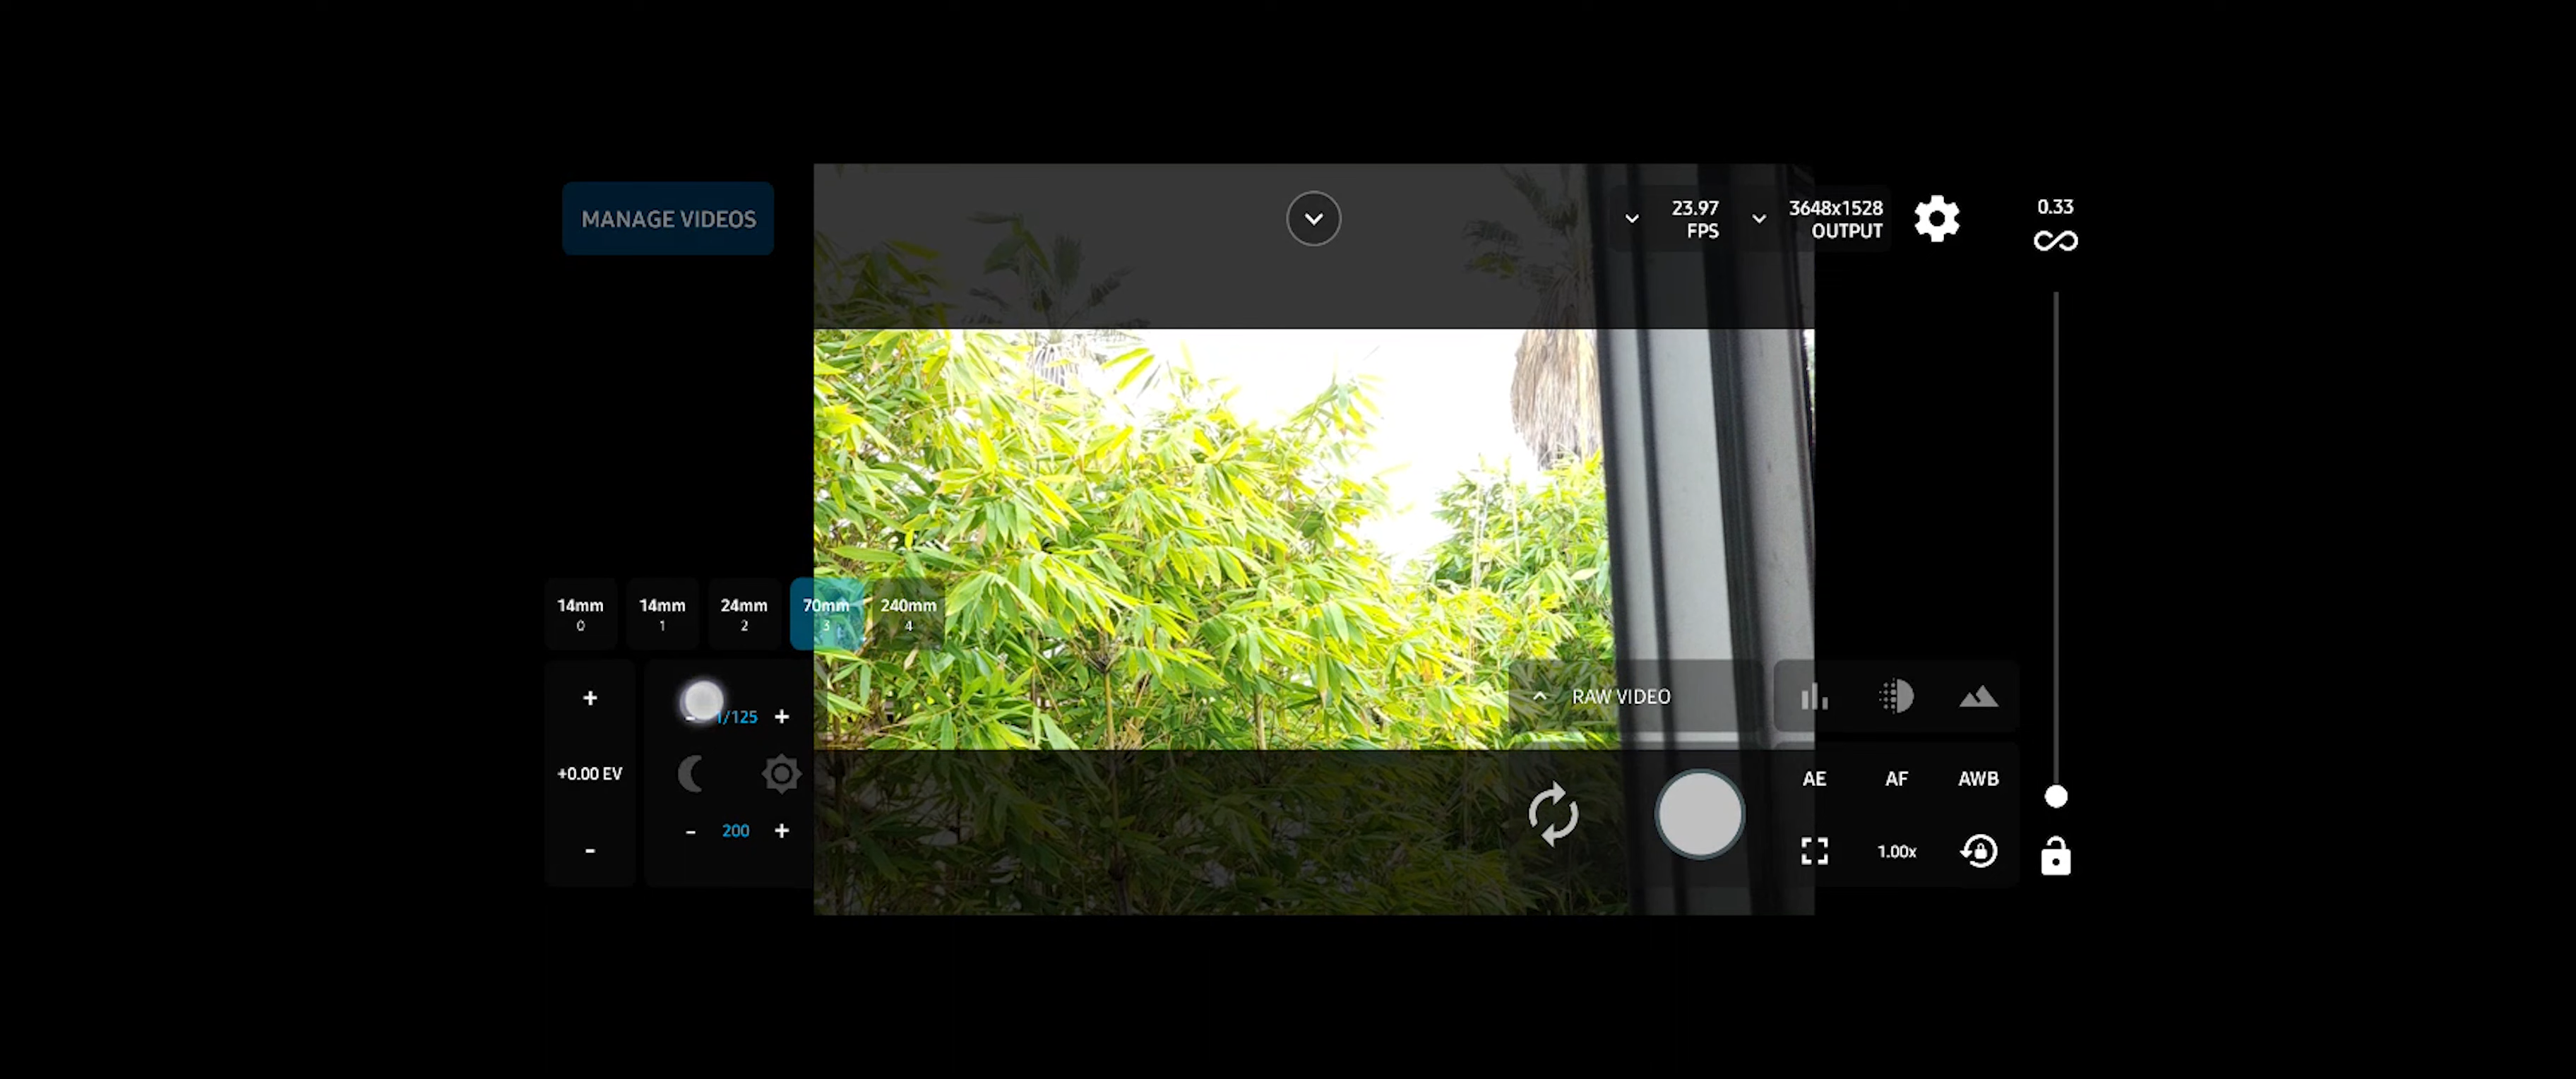 MANAGE VIDEOS
23.97
FPS
3648x1528
OUTPUT
0.33
14mm
0
14mm
1
24mm
2
70mm
3
240mm
4
+
- 1/125 +
+0.00 EV
- 200 +
-
RAW VIDEO
AE
AF
AWB
1.00x